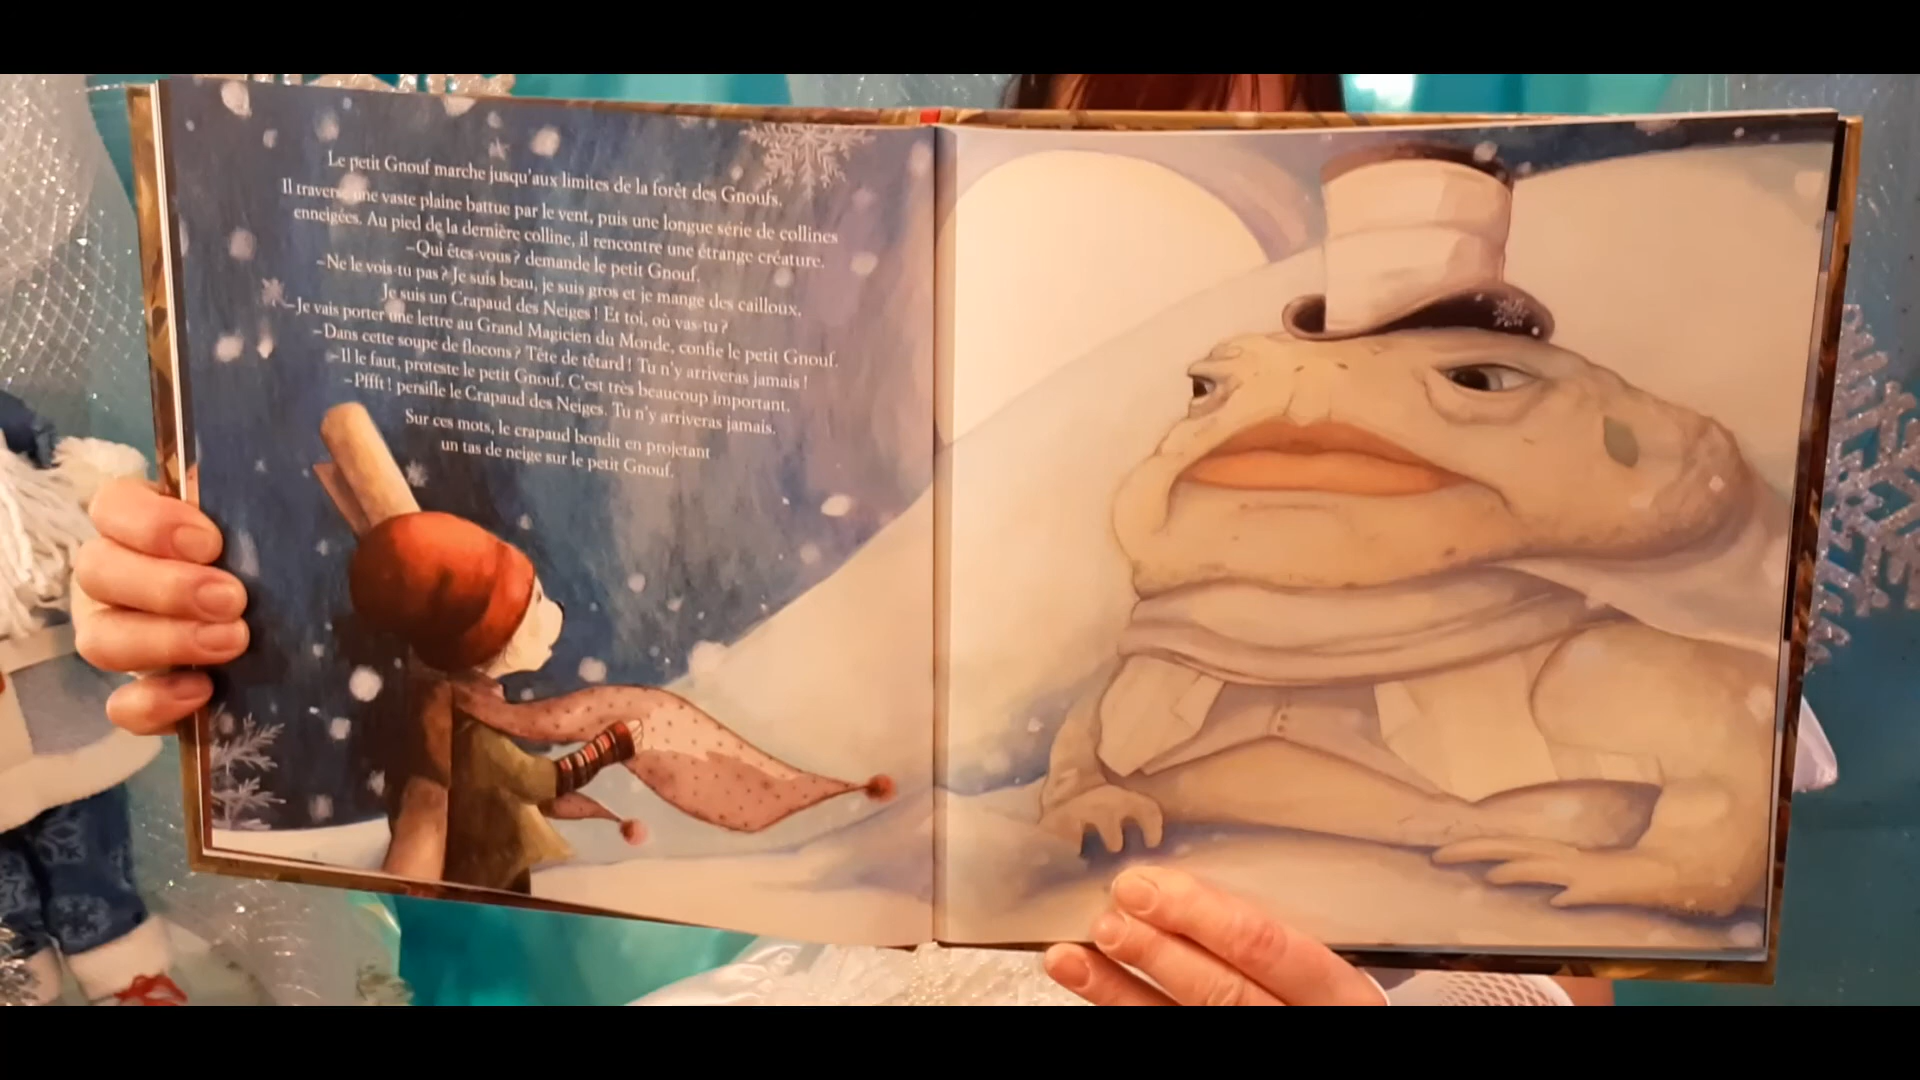 Le petit Gnouf marche jusqu'aux limites de la forêt des Gnoufs.
Il traverse une vaste plaine battue par le vent, puis une longue série de collines
enneigées. Au pied de la dernière colline, il rencontre une étrange créature.
–Qui êtes-vous ? demande le petit Gnouf.
–Ne le vois-tu pas ? Je suis beau, je suis gros et je mange des cailloux.
Je suis un Crapaud des Neiges ! Et toi, où vas-tu ?
–Je vais porter une lettre au Grand Magicien du Monde, confie le petit Gnouf.
–Dans cette soupe de flocons ? Tête de têtard ! Tu n'y arriveras jamais !
–Il le faut, proteste le petit Gnouf. C'est très beaucoup important.
–Pffft ! persifle le Crapaud des Neiges. Tu n'y arriveras jamais.
Sur ces mots, le crapaud bondit en projetant
un tas de neige sur le petit Gnouf.